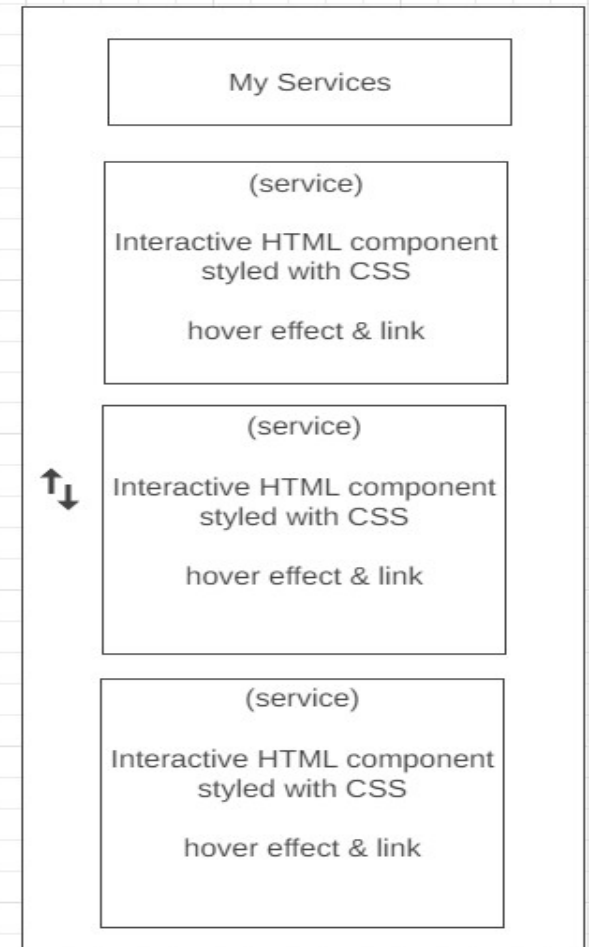 My Services
(service)
Interactive HTML component
styled with CSS
hover effect & link
(service)
Interactive HTML component
styled with CSS
hover effect & link
(service)
Interactive HTML component
styled with CSS
hover effect & link